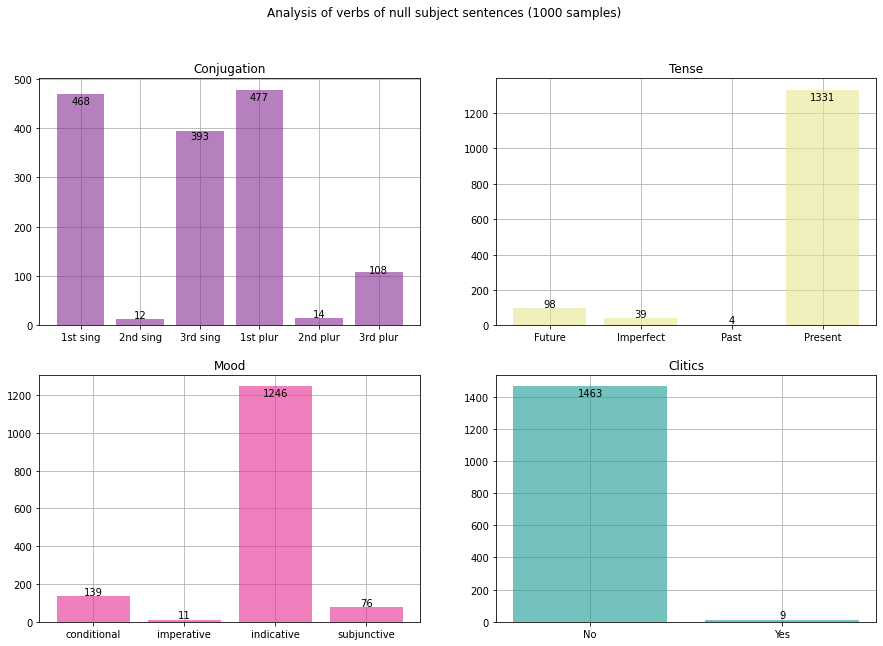 Analysis of verbs of null subject sentences (1000 samples)
Conjugation
500
400
300
200
100
0
468
12
393
477
14
108
1st sing
2nd sing
3rd sing
1st plur
2nd plur
3rd plur
Tense
1200
1000
800
600
400
200
0
98
39
4
1331
Future
Imperfect
Past
Present
Mood
1200
1000
800
600
400
200
0
139
11
1246
76
conditional
imperative
indicative
subjunctive
Clitics
1400
1200
1000
800
600
400
200
0
1463
9
No
Yes